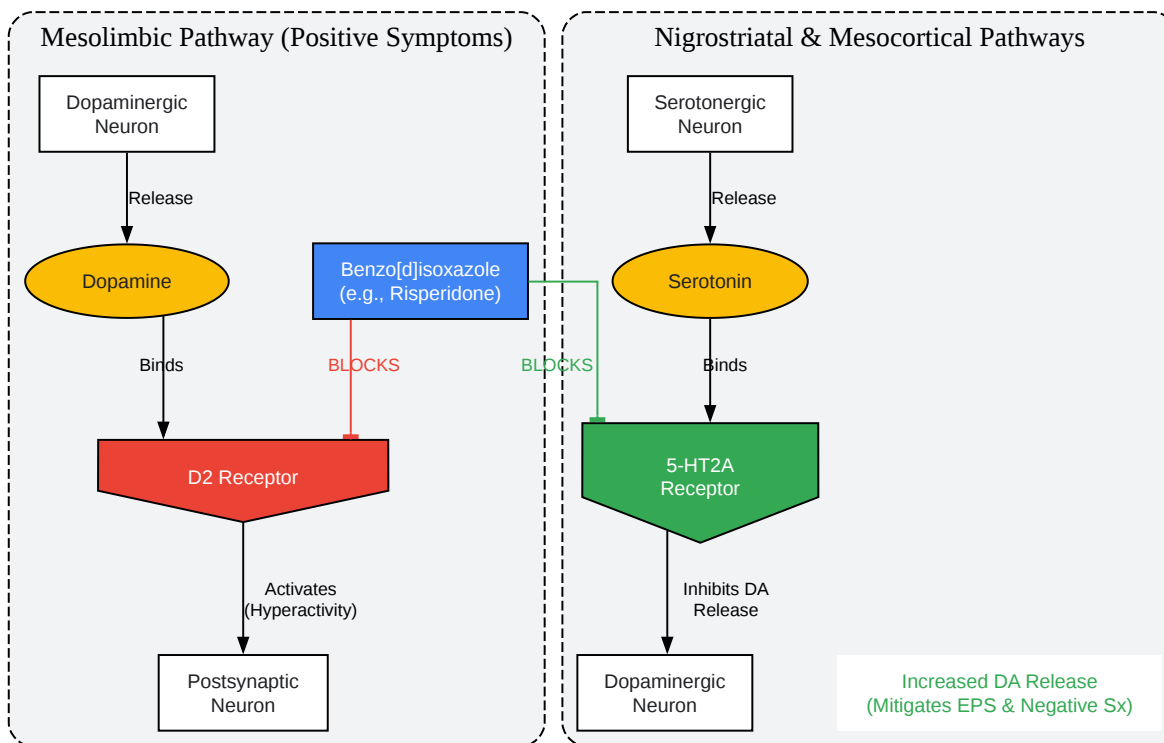 Mesolimbic Pathway (Positive Symptoms)
Dopaminergic
Neuron
Release
Dopamine
Benzo[d]isoxazole
(e.g., Risperidone)
Binds
BLOCKS
D2 Receptor
Activates
(Hyperactivity)
Postsynaptic
Neuron
Nigrostriatal & Mesocortical Pathways
Serotonergic
Neuron
Release
Serotonin
BLOCKS
Binds
5-HT2A
Receptor
Inhibits DA
Release
Dopaminergic
Neuron
Increased DA Release
(Mitigates EPS & Negative Sx)